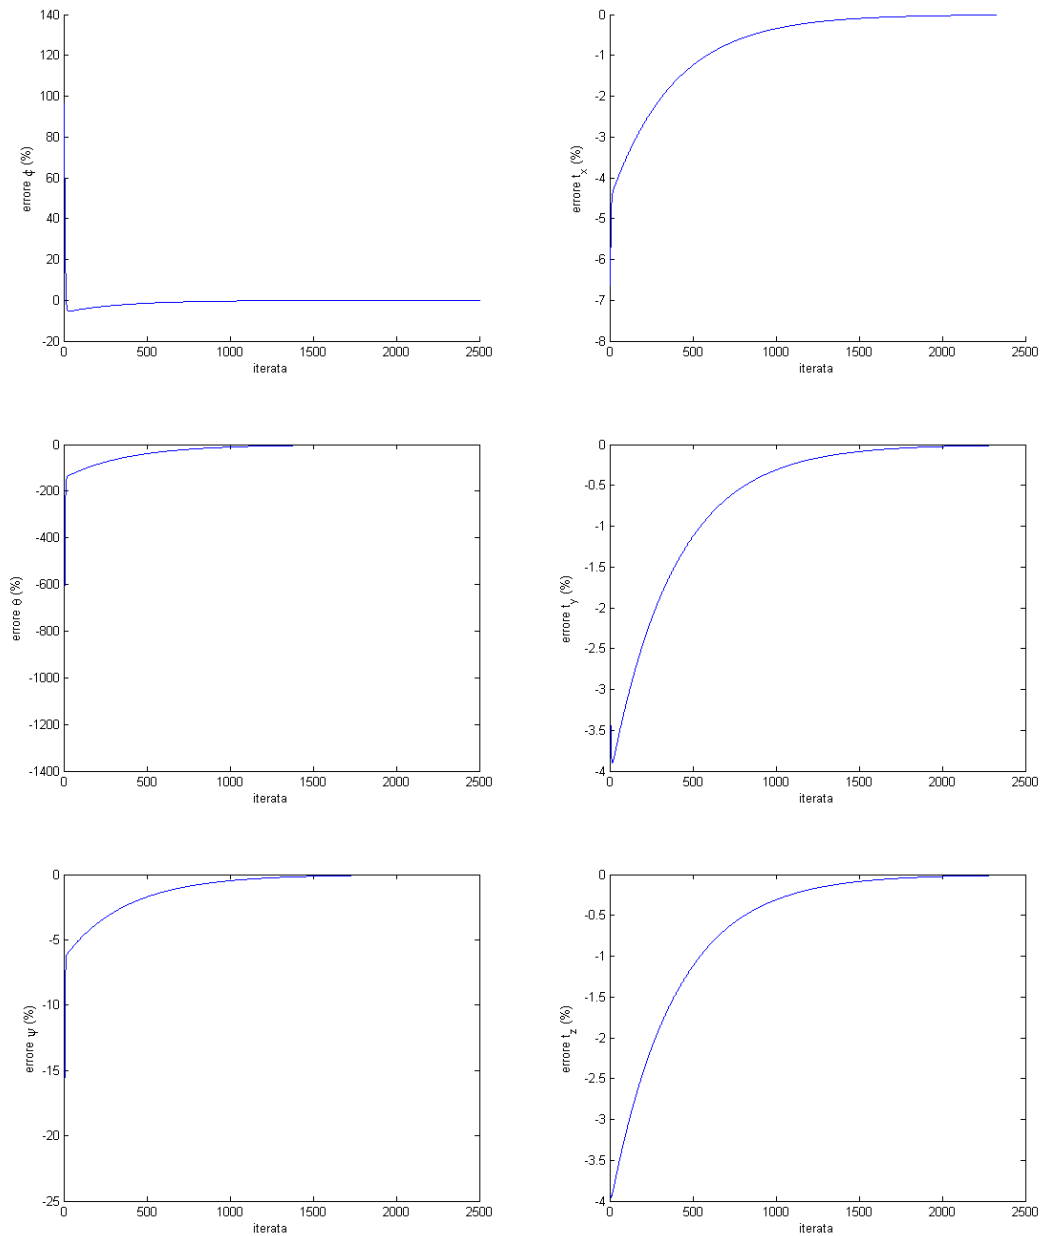 140
120
100
80
60
40
20
0
-20
0 500 1000 1500 2000 2500
errore ϕ (%)
iterata
0
-1
-2
-3
-4
-5
-6
-7
-8
0 500 1000 1500 2000 2500
errore t_x (%)
iterata
0
-200
-400
-600
-800
-1000
-1200
-1400
0 500 1000 1500 2000 2500
errore θ (%)
iterata
0
-0.5
-1
-1.5
-2
-2.5
-3
-3.5
-4
0 500 1000 1500 2000 2500
errore t_y (%)
iterata
0
-5
-10
-15
-20
-25
0 500 1000 1500 2000 2500
errore ψ (%)
iterata
0
-0.5
-1
-1.5
-2
-2.5
-3
-3.5
-4
0 500 1000 1500 2000 2500
errore t_z (%)
iterata